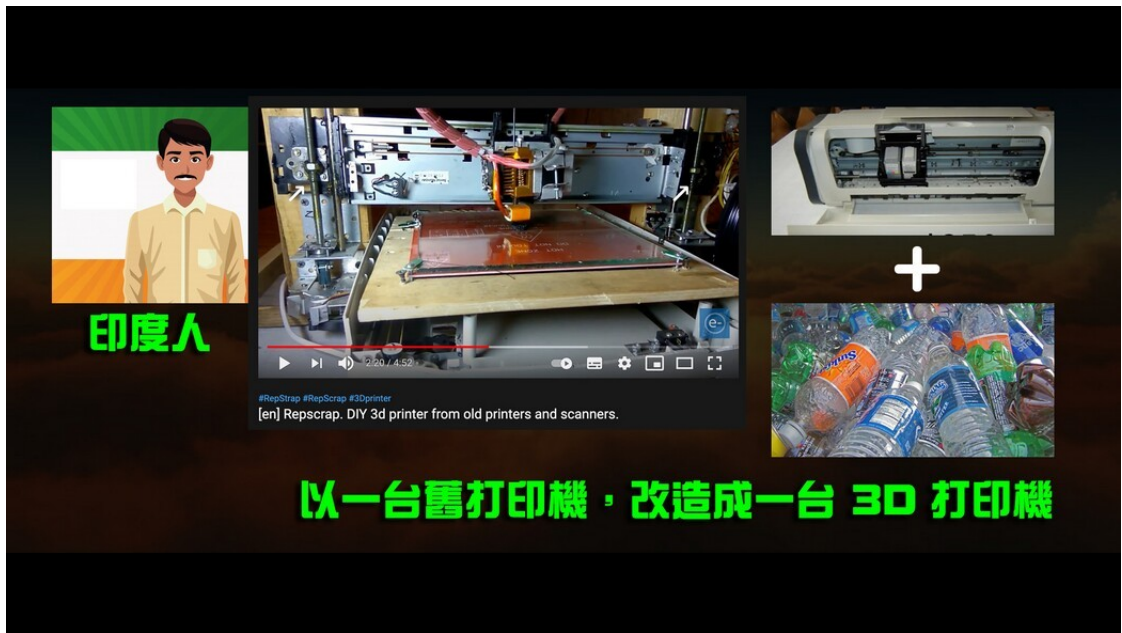 印度人
2:20 / 4:52
#RepStrap #RepScrap #3Dprinter
[en] Repscrap. DIY 3d printer from old printers and scanners.
以一台舊打印機，改造成一台 3D 打印機